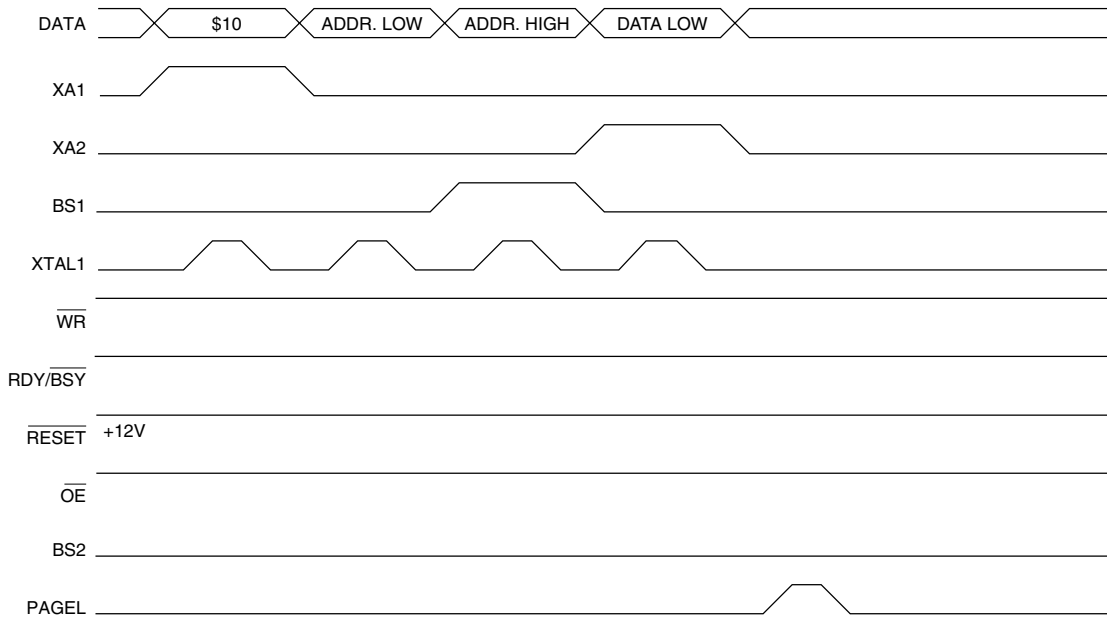 DATA $10 ADDR. LOW ADDR. HIGH DATA LOW
XA1
XA2
BS1
XTAL1
WR
RDY/BSY
RESET +12V
OE
BS2
PAGEL